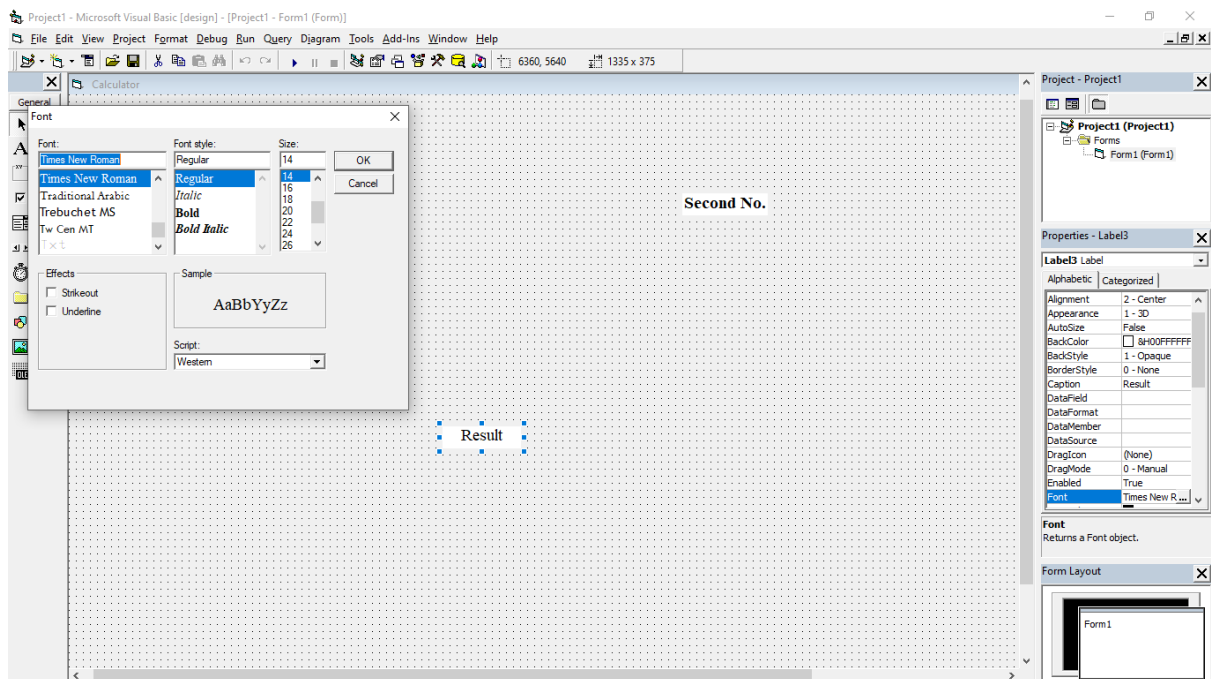 Project1 - Microsoft Visual Basic [design] - [Project1 - Form1 (Form)]
File Edit View Project Format Debug Run Query Diagram Tools Add-Ins Window Help
6360, 5640 1335 x 375
General
Calculator
Font
Font: Font style: Size:
Times New Roman Regular 14
Times New Roman Regular 14
Traditional Arabic Italic 16
Trebuchet MS Bold 18
Tw Cen MT Bold Italic 20
Txt 22
24
26
OK
Cancel
Effects
Strikeout
Underline
Sample
AaBbYyZz
Script:
Western
A
OLE
Second No.
Result
Project - Project1
Project1 (Project1)
Forms
Form1 (Form1)
Properties - Label3
Label3 Label
Alphabetic Categorized
Alignment 2 - Center
Appearance 1 - 3D
AutoSize False
BackColor &H00FFFFFF
BackStyle 1 - Opaque
BorderStyle 0 - None
Caption Result
DataField
DataFormat
DataMember
DataSource
DragIcon (None)
DragMode 0 - Manual
Enabled True
Font Times New R ...
Font
Returns a Font object.
Form Layout
Form1